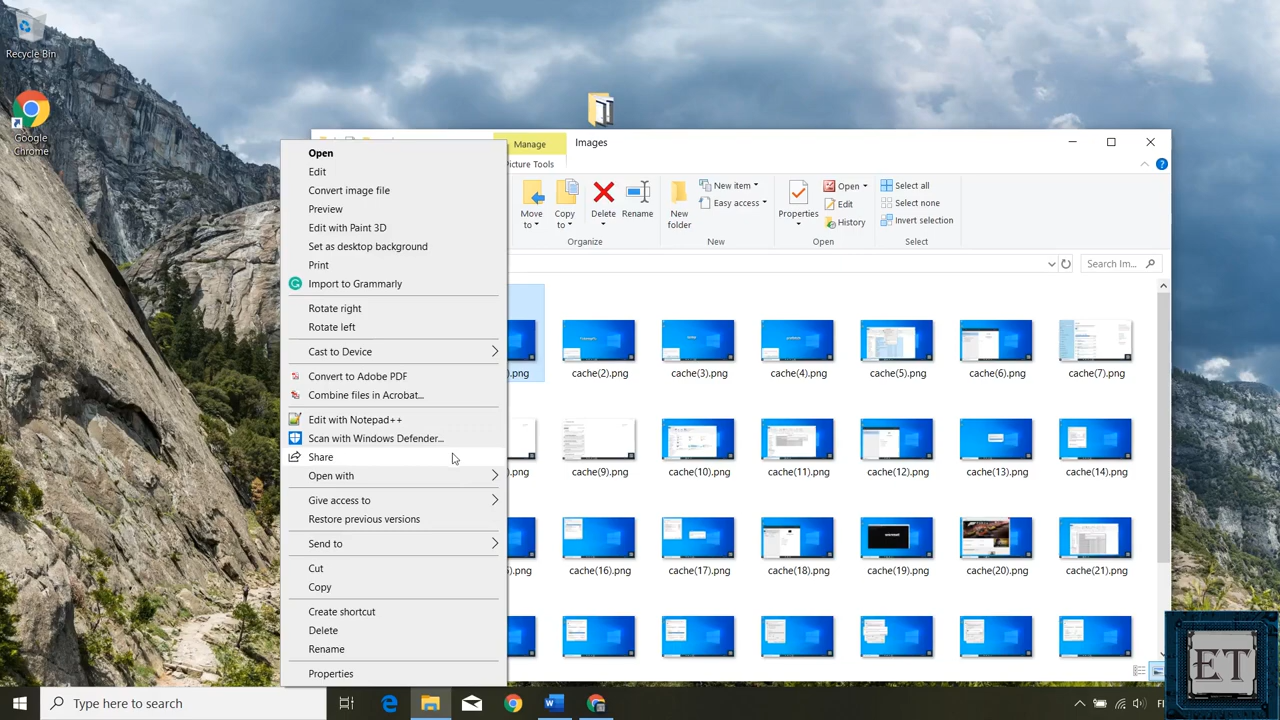 Recycle Bin
Google
Chrome
Open
Edit
Convert image file
Preview
Edit with Paint 3D
Set as desktop background
Print
Import to Grammarly
Rotate right
Rotate left
Cast to Device
Convert to Adobe PDF
Combine files in Acrobat...
Edit with Notepad++
Scan with Windows Defender...
Share
Open with
Give access to
Restore previous versions
Send to
Cut
Copy
Create shortcut
Delete
Rename
Properties
Manage
Images
Picture Tools
Move
to
Copy
to
Delete
Rename
Organize
New
folder
New item
Easy access
New
Properties
Open
Edit
History
Open
Select all
Select none
Invert selection
Select
Search Im...
).png
cache(2).png
cache(3).png
cache(4).png
cache(5).png
cache(6).png
cache(7).png
).png
cache(9).png
cache(10).png
cache(11).png
cache(12).png
cache(13).png
cache(14).png
).png
cache(16).png
cache(17).png
cache(18).png
cache(19).png
cache(20).png
cache(21).png
Type here to search
ET